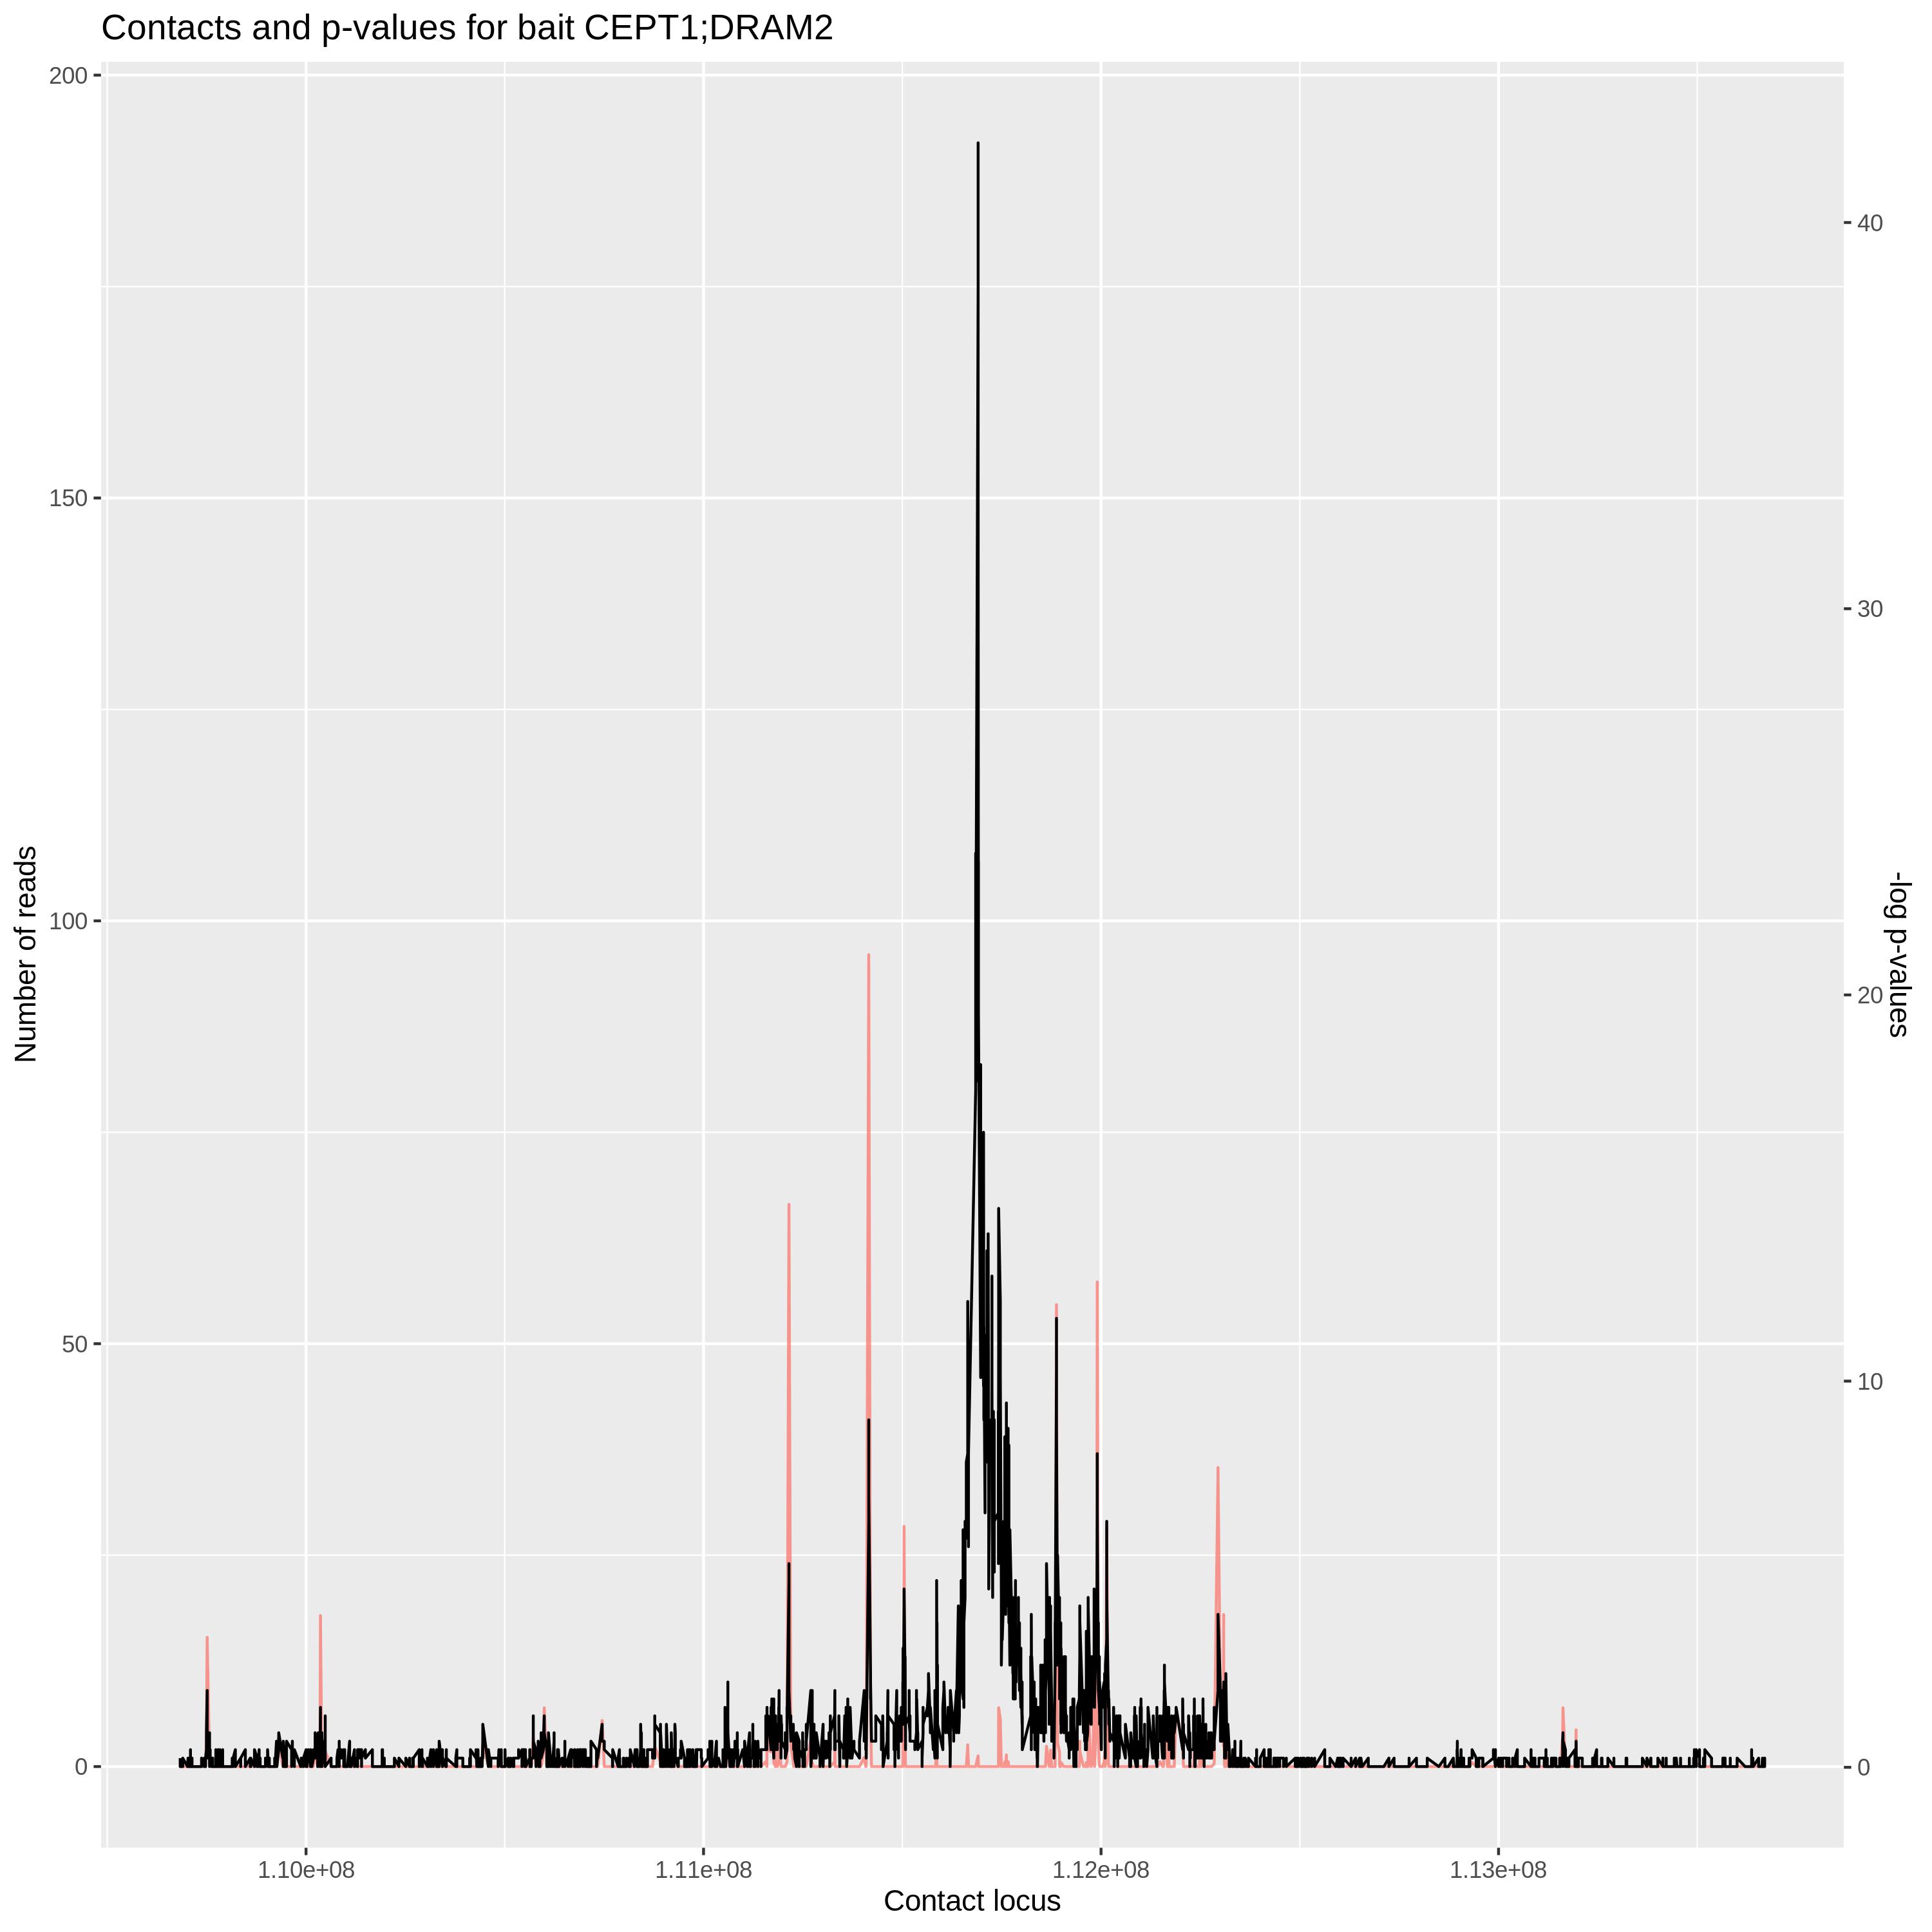 Contacts and p-values for bait CEPT1;DRAM2
200
150
100
50
0
Number of reads
40
30
20
10
0
-log p-values
1.10e+08
1.11e+08
1.12e+08
1.13e+08
Contact locus